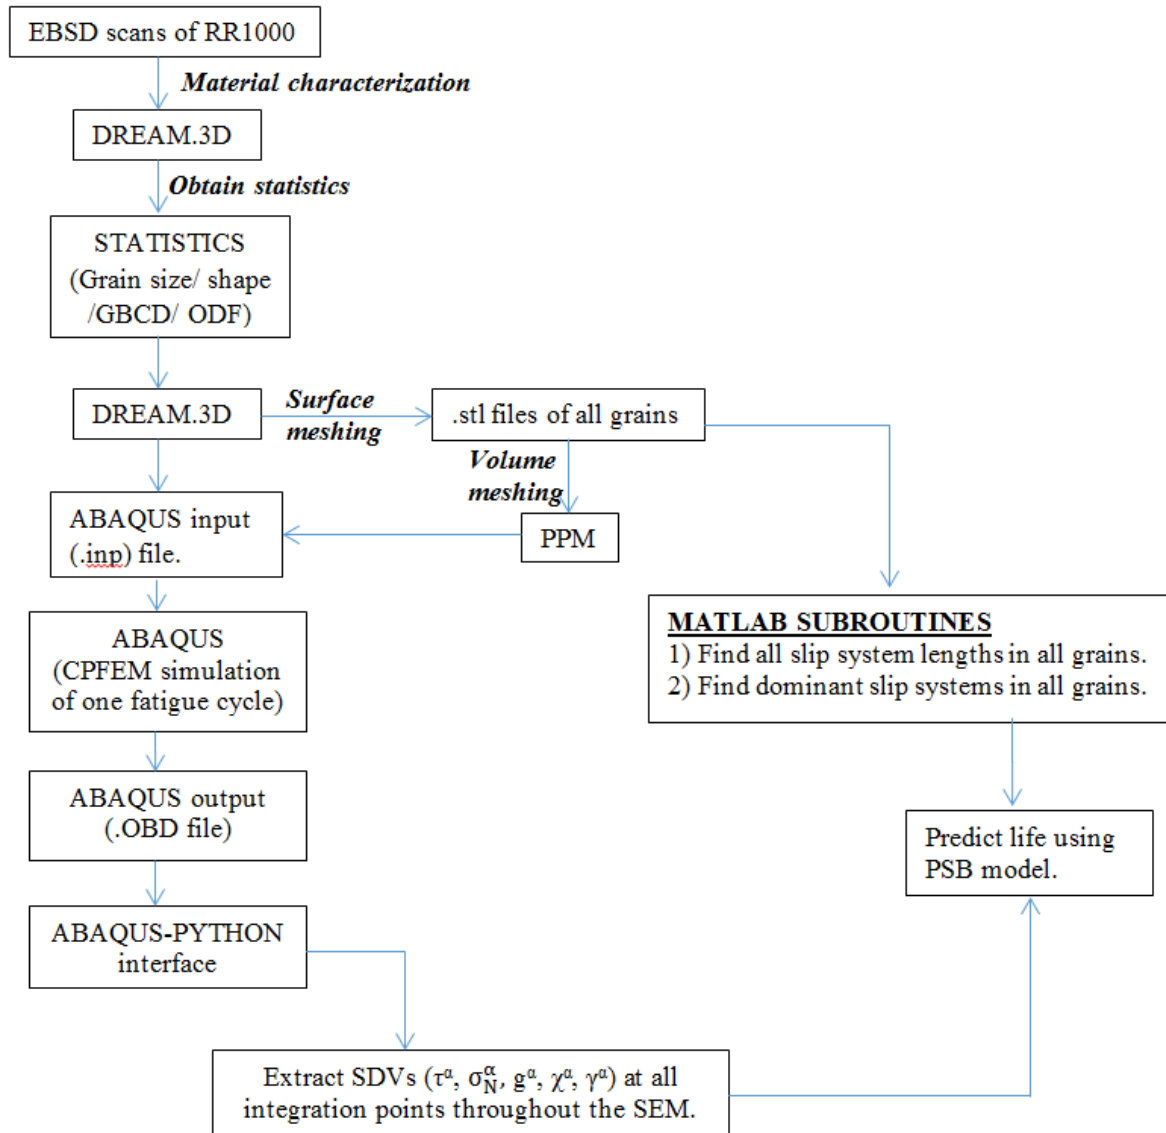 EBSD scans of RR1000
Material characterization
DREAM.3D
Obtain statistics
STATISTICS
(Grain size/ shape
/GBCD/ ODF)
DREAM.3D
Surface
meshing
.stl files of all grains
Volume
meshing
ABAQUS input
(.inp) file.
PPM
ABAQUS
(CPFEM simulation
of one fatigue cycle)
MATLAB SUBROUTINES
1) Find all slip system lengths in all grains.
2) Find dominant slip systems in all grains.
ABAQUS output
(.OBD file)
Predict life using
PSB model.
ABAQUS-PYTHON
interface
Extract SDVs (τᵅ, σ_N^α, gᵅ, χᵅ, γᵅ) at all
integration points throughout the SEM.